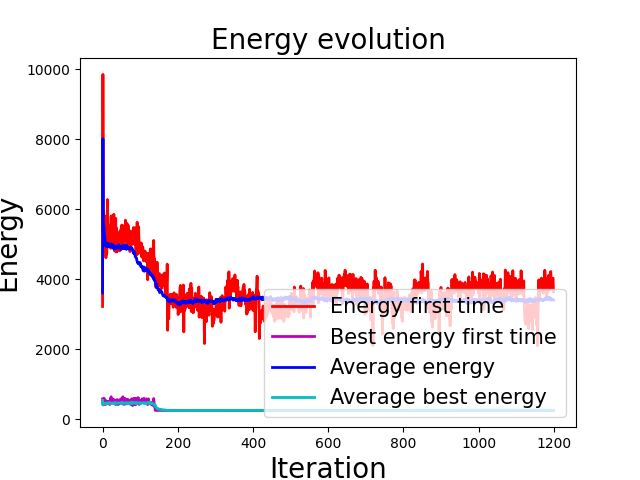 Energy evolution
Energy
10000
8000
6000
4000
2000
0
Energy first time
Best energy first time
Average energy
Average best energy
0 200 400 600 800 1000 1200
Iteration